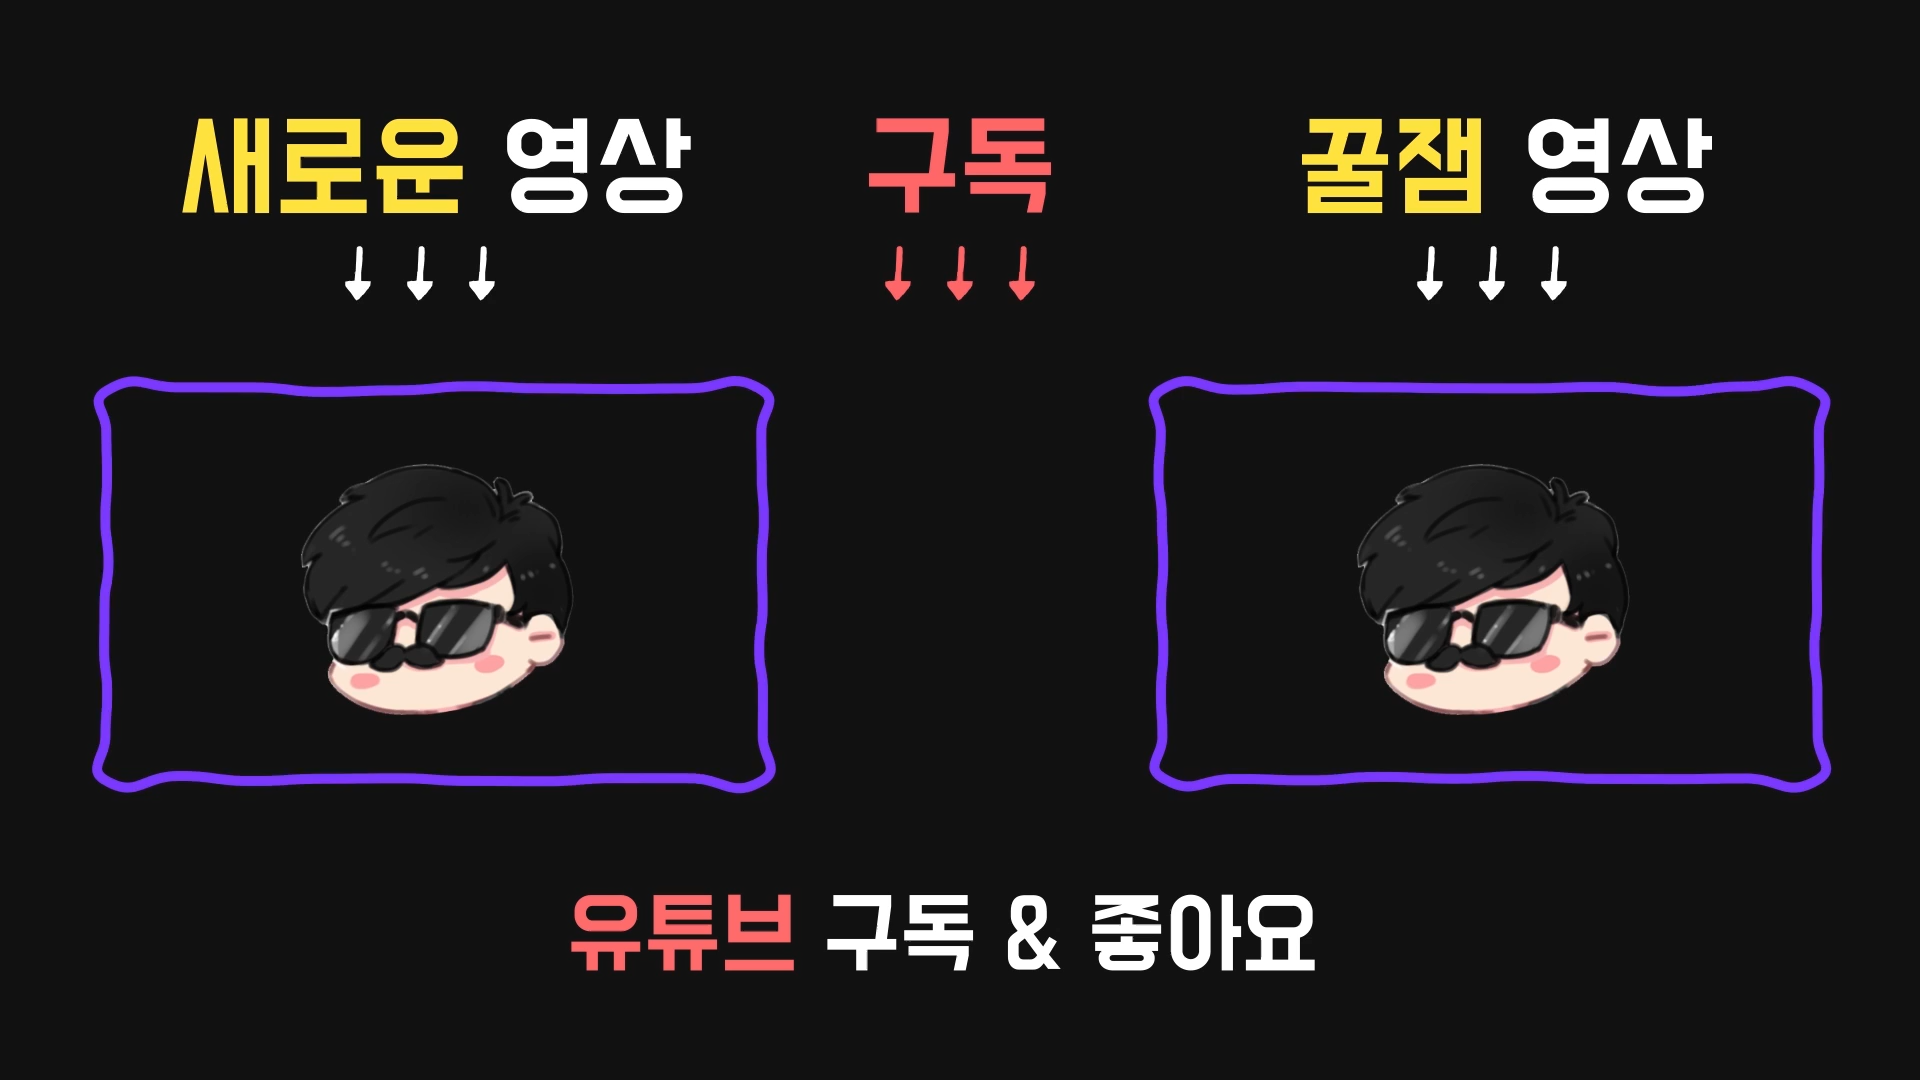 새로운 영상
구독
꿀잼 영상
유튜브 구독 & 좋아요